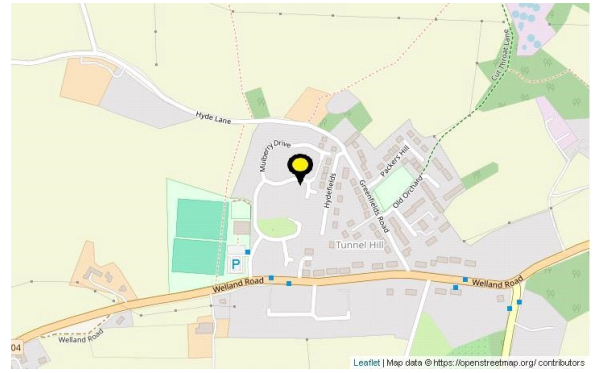 Cut Throat Lane
Hyde Lane
Mulberry Drive
Packers Hill
Hydefields
Greenfields Road
Old Orchard
Tunnel Hill
P
Welland Road
Welland Road
Welland Road
04
Leaflet | Map data © https://openstreetmap.org/ contributors